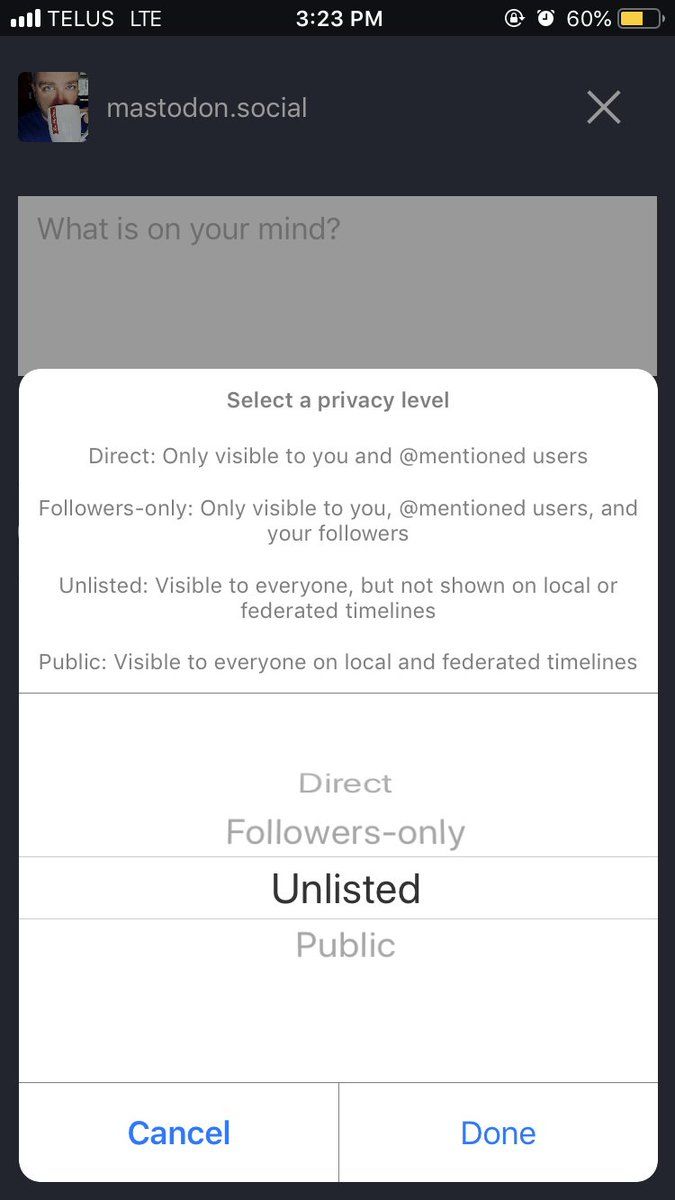 TELUS LTE 3:23 PM 60%
mastodon.social
What is on your mind?
Select a privacy level
Direct: Only visible to you and @mentioned users
Followers-only: Only visible to you, @mentioned users, and
your followers
Unlisted: Visible to everyone, but not shown on local or
federated timelines
Public: Visible to everyone on local and federated timelines
Direct
Followers-only
Unlisted
Public
Cancel Done